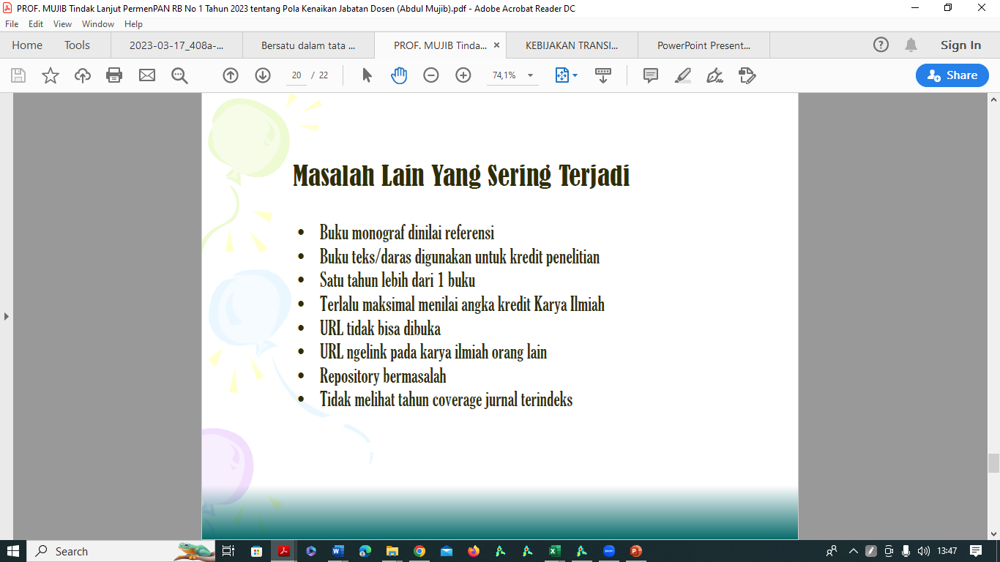 PROF. MUJIB Tindak Lanjut PermenPAN RB No 1 Tahun 2023 tentang Pola Kenaikan Jabatan Dosen (Abdul Mujib).pdf - Adobe Acrobat Reader DC
File Edit View Window Help
Home Tools 2023-03-17_408a-... Bersatu dalam tata ... PROF. MUJIB Tinda... × KEBIJAKAN TRANSI... PowerPoint Present... Sign In
20 / 22 74,1% Share
Masalah Lain Yang Sering Terjadi
• Buku monograf dinilai referensi
• Buku teks/daras digunakan untuk kredit penelitian
• Satu tahun lebih dari 1 buku
• Terlalu maksimal menilai angka kredit Karya Ilmiah
• URL tidak bisa dibuka
• URL ngelink pada karya ilmiah orang lain
• Repository bermasalah
• Tidak melihat tahun coverage jurnal terindeks
Search 13:47